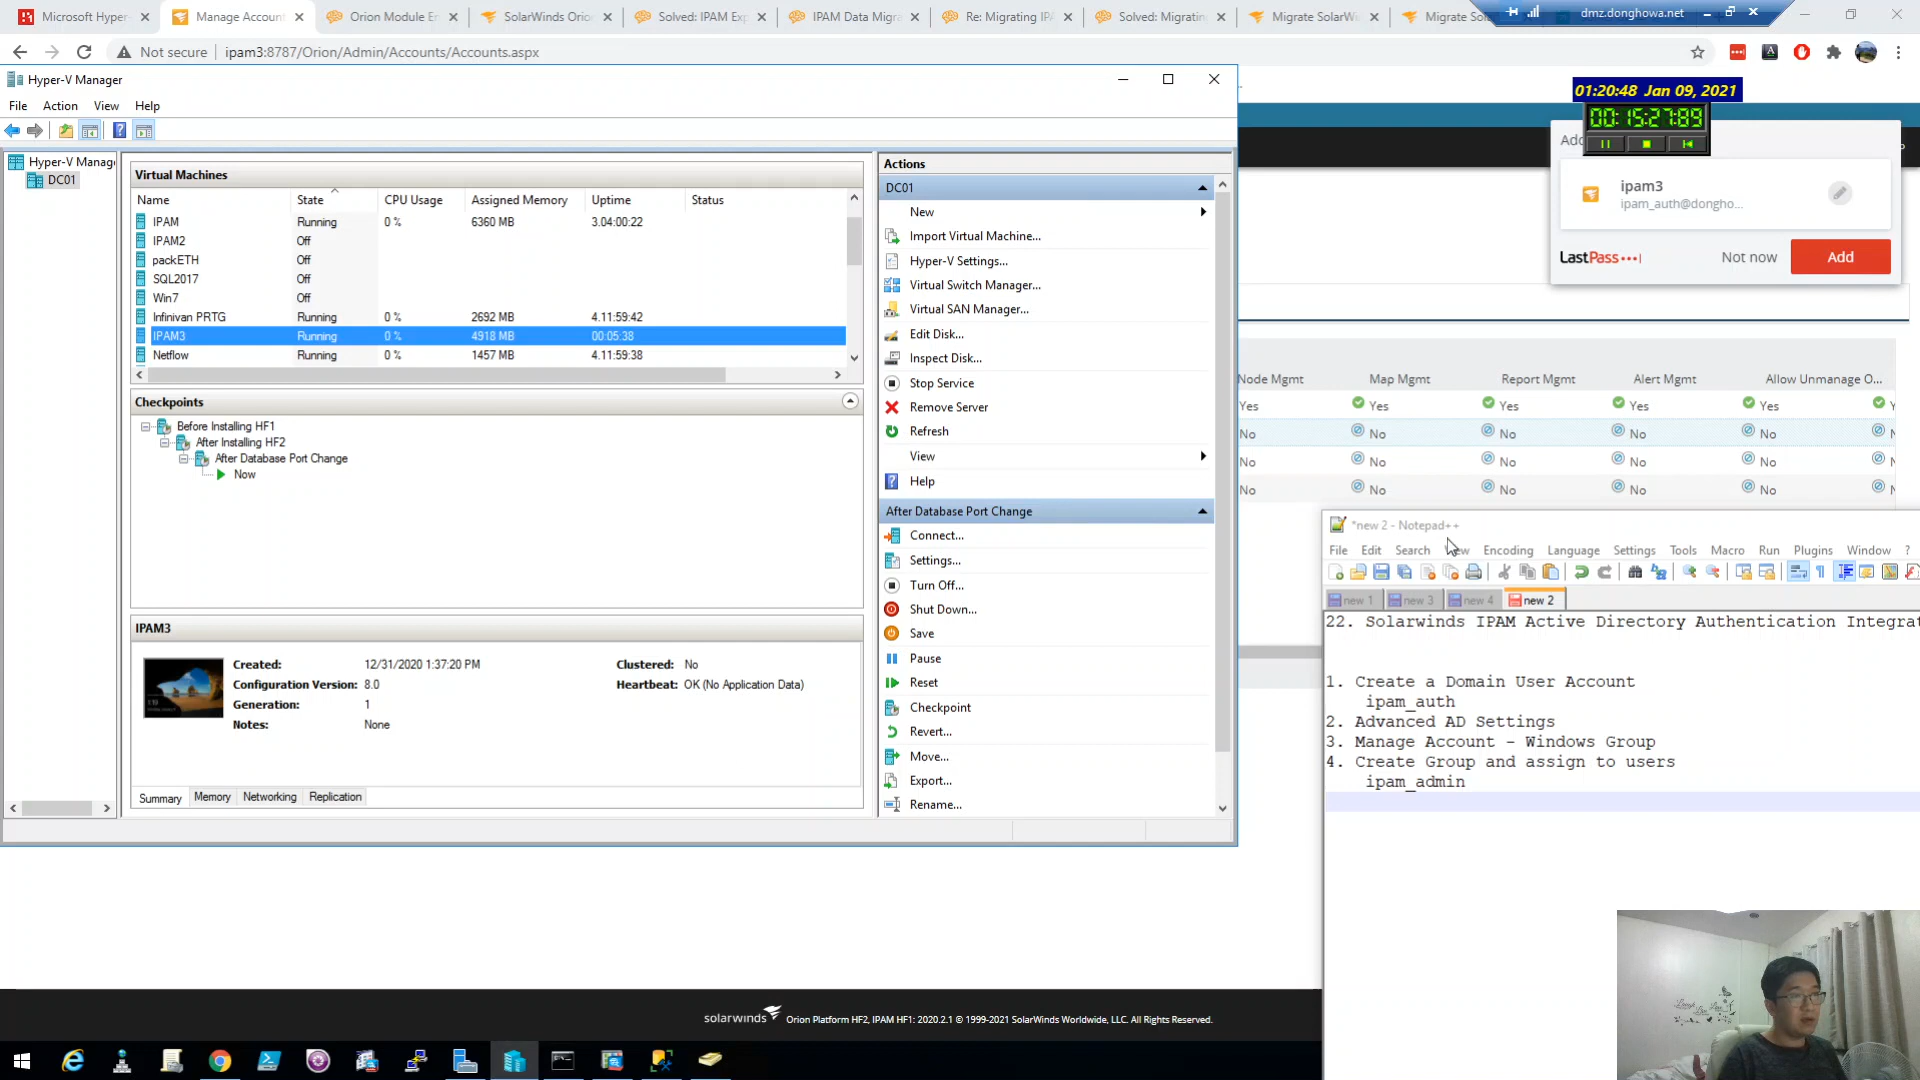 Microsoft Hyper-
Manage Account
Orion Module En
SolarWinds Orio
Solved: IPAM Exp
IPAM Data Migra
Re: Migrating IPA
Solved: Migratin
Migrate SolarWi
Migrate So
dmz.donghowa.net
Not secure
ipam3:8787/Orion/Admin/Accounts/Accounts.aspx
Hyper-V Manager
File Action View Help
01:20:48 Jan 09, 2021
00:15:27:89
Hyper-V Manag
DC01
Virtual Machines
Name State CPU Usage Assigned Memory Uptime Status
IPAM Running 0 % 6360 MB 3.04:00:22
IPAM2 Off
packETH Off
SQL2017 Off
Win7 Off
Infinivan PRTG Running 0 % 2692 MB 4.11:59:42
IPAM3 Running 0 % 4918 MB 00:05:38
Netflow Running 0 % 1457 MB 4.11:59:38
Checkpoints
Before Installing HF1
After Installing HF2
After Database Port Change
Now
IPAM3
Created: 12/31/2020 1:37:20 PM Clustered: No
Configuration Version: 8.0 Heartbeat: OK (No Application Data)
Generation: 1
Notes: None
Summary Memory Networking Replication
Actions
DC01
New
Import Virtual Machine...
Hyper-V Settings...
Virtual Switch Manager...
Virtual SAN Manager...
Edit Disk...
Inspect Disk...
Stop Service
Remove Server
Refresh
View
Help
After Database Port Change
Connect...
Settings...
Turn Off...
Shut Down...
Save
Pause
Reset
Checkpoint
Revert...
Move...
Export...
Rename...
Add
ipam3
ipam_auth@dongho...
LastPass
Not now
Add
Node Mgmt Map Mgmt Report Mgmt Alert Mgmt Allow Unmanage O...
Yes Yes Yes Yes Yes Y
No No No No No N
No No No No No
No No No No No N
*new 2 - Notepad++
File Edit Search View Encoding Language Settings Tools Macro Run Plugins Window ?
new 1 new 3 new 4 new 2
22. Solarwinds IPAM Active Directory Authentication Integrat
1. Create a Domain User Account
ipam_auth
2. Advanced AD Settings
3. Manage Account - Windows Group
4. Create Group and assign to users
ipam_admin
solarwinds
Orion Platform HF2, IPAM HF1: 2020.2.1 © 1999-2021 SolarWinds Worldwide, LLC. All Rights Reserved.